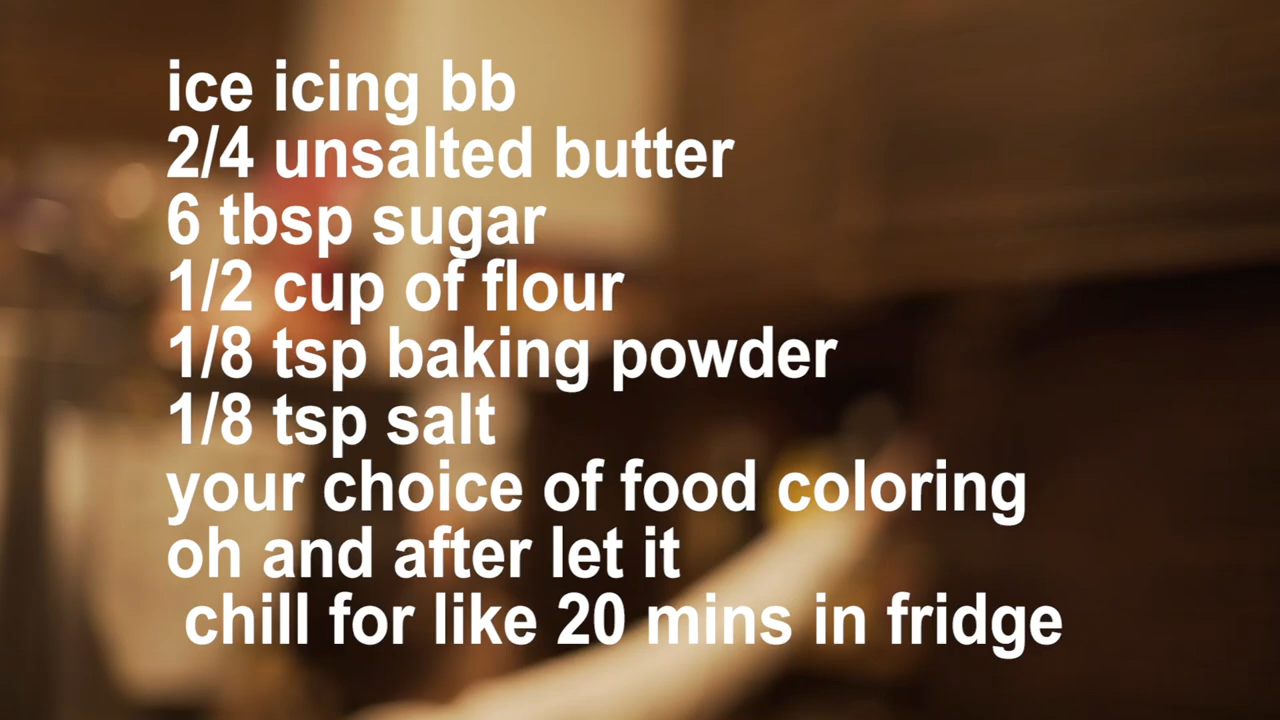 ice icing bb
2/4 unsalted butter
6 tbsp sugar
1/2 cup of flour
1/8 tsp baking powder
1/8 tsp salt
your choice of food coloring
oh and after let it
chill for like 20 mins in fridge